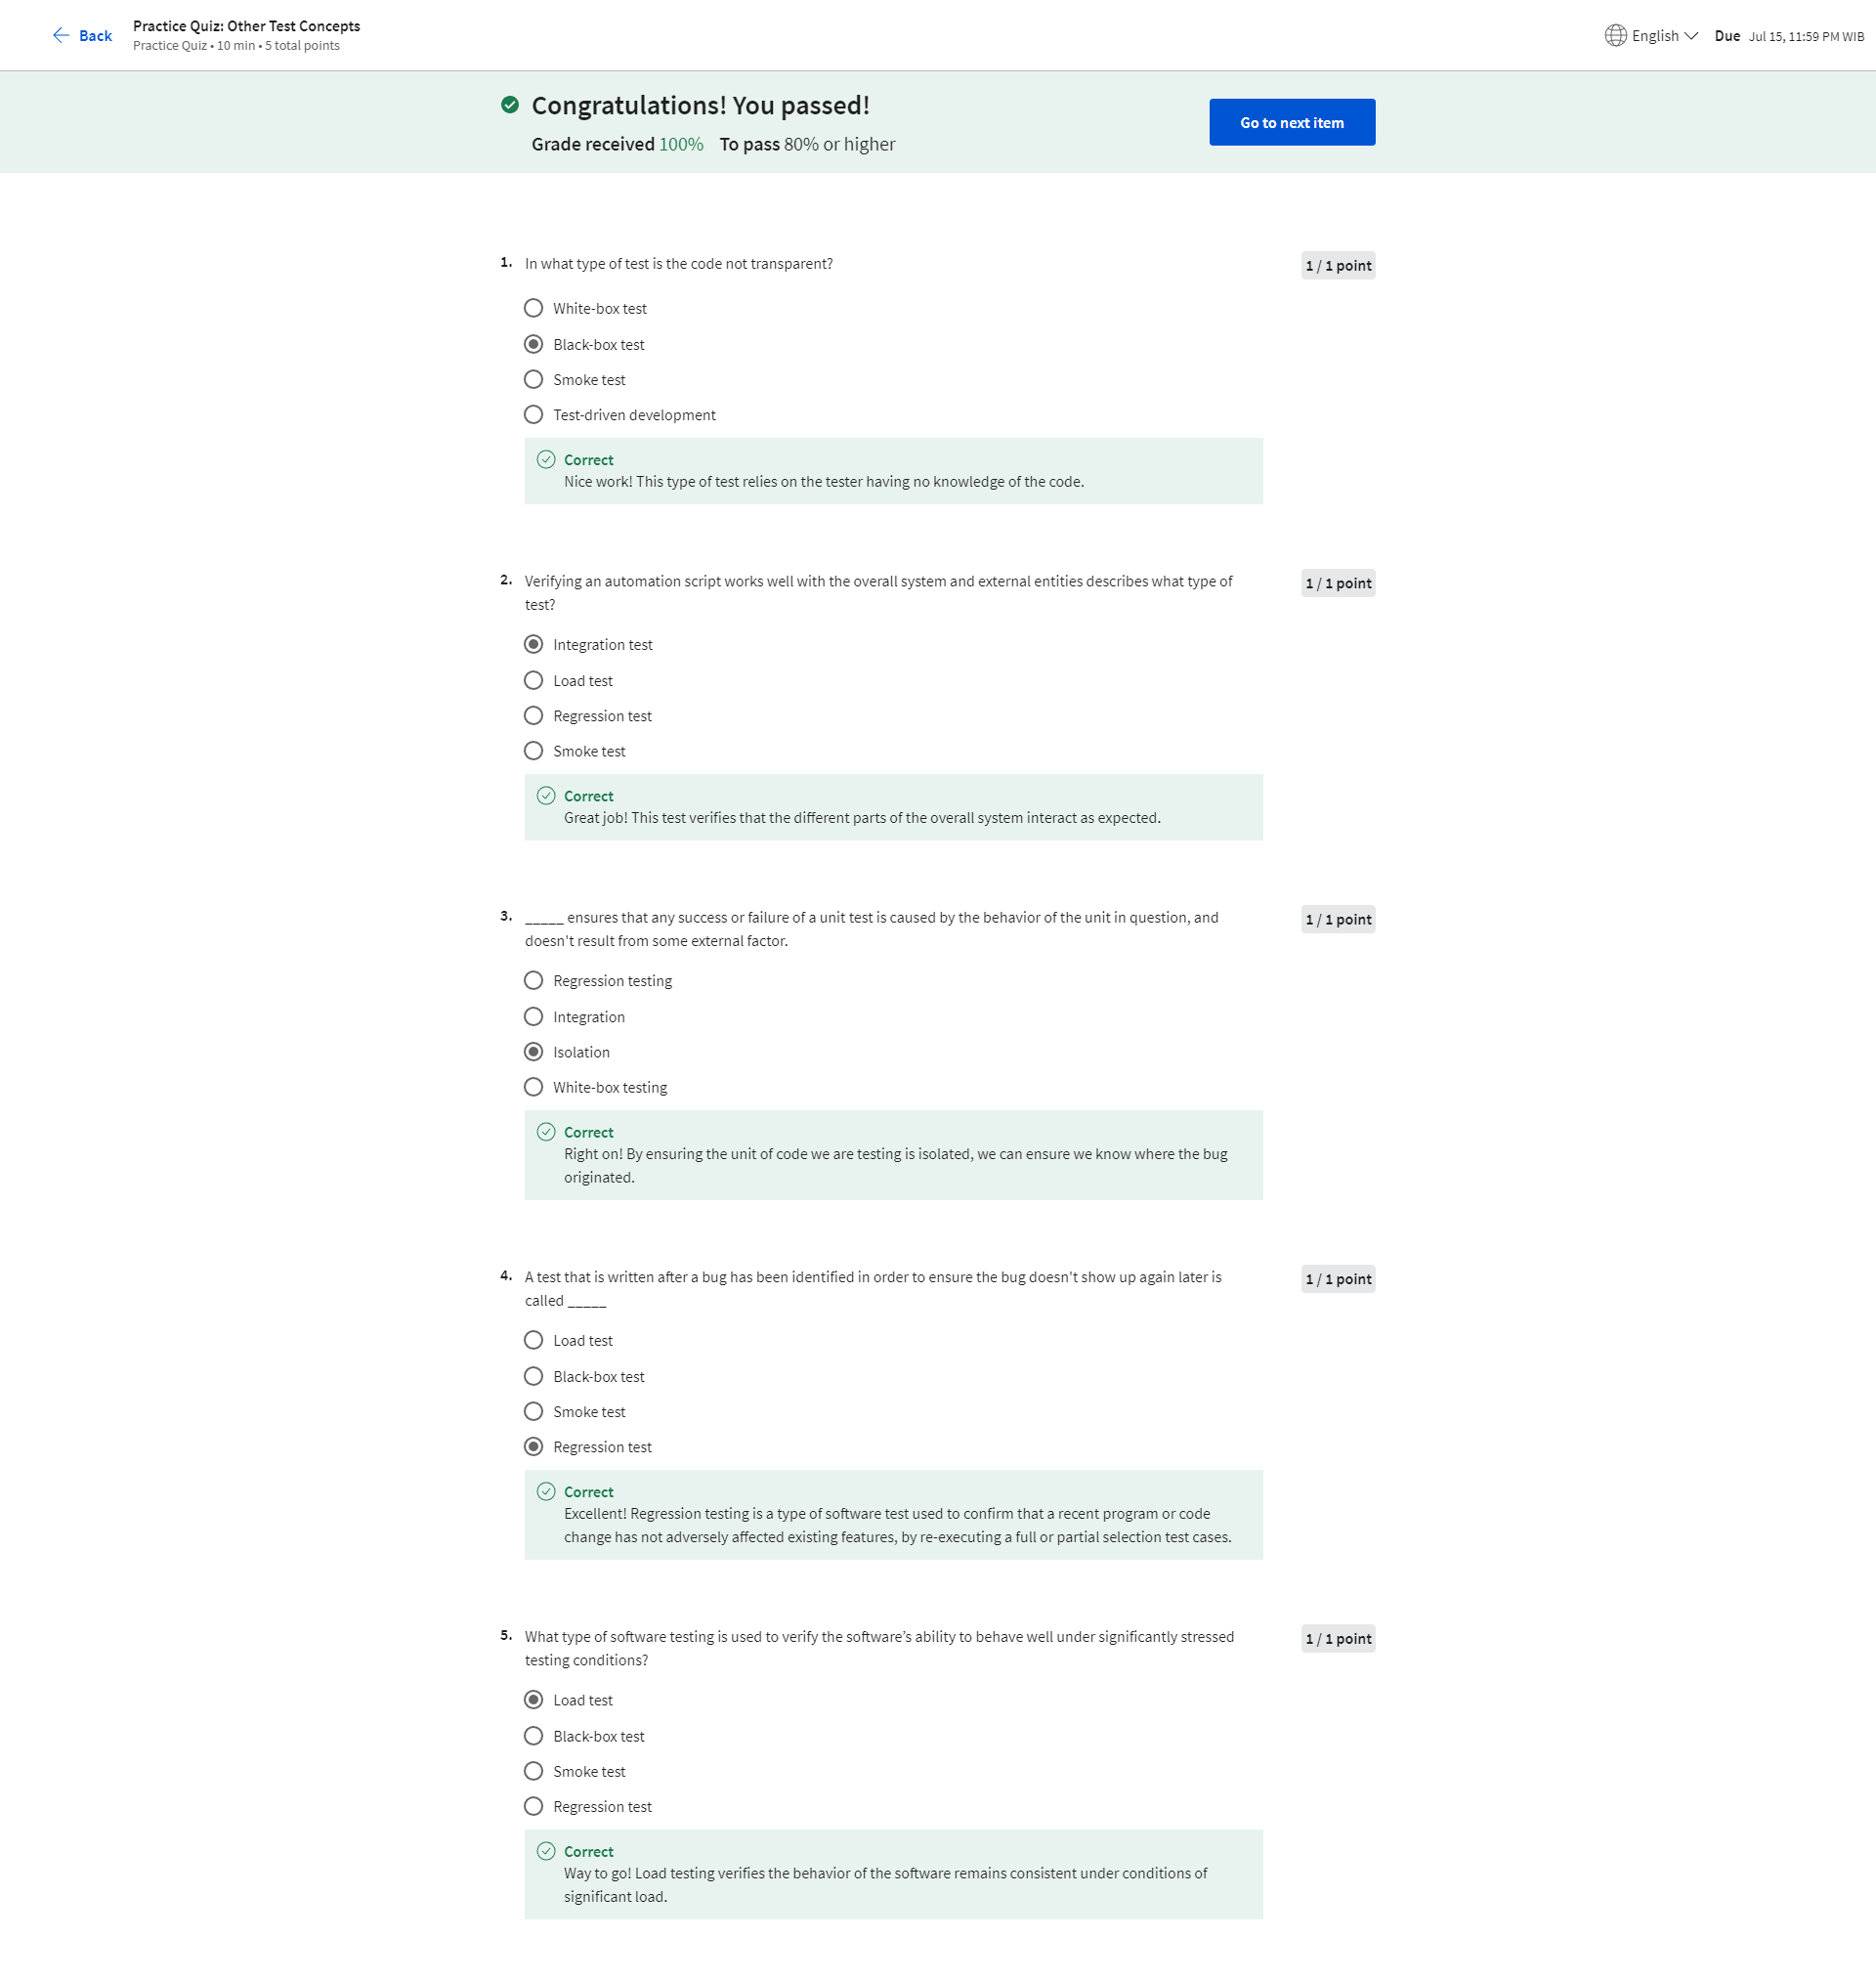 Back
Practice Quiz: Other Test Concepts
Practice Quiz • 10 min • 5 total points
English
Due Jul 15, 11:59 PM WIB
Congratulations! You passed!
Grade received 100% To pass 80% or higher
Go to next item
1. In what type of test is the code not transparent?
1 / 1 point
White-box test
Black-box test
Smoke test
Test-driven development
Correct
Nice work! This type of test relies on the tester having no knowledge of the code.
2. Verifying an automation script works well with the overall system and external entities describes what type of
test?
1 / 1 point
Integration test
Load test
Regression test
Smoke test
Correct
Great job! This test verifies that the different parts of the overall system interact as expected.
3. _____ ensures that any success or failure of a unit test is caused by the behavior of the unit in question, and
doesn't result from some external factor.
1 / 1 point
Regression testing
Integration
Isolation
White-box testing
Correct
Right on! By ensuring the unit of code we are testing is isolated, we can ensure we know where the bug
originated.
4. A test that is written after a bug has been identified in order to ensure the bug doesn't show up again later is
called _____
1 / 1 point
Load test
Black-box test
Smoke test
Regression test
Correct
Excellent! Regression testing is a type of software test used to confirm that a recent program or code
change has not adversely affected existing features, by re-executing a full or partial selection test cases.
5. What type of software testing is used to verify the software’s ability to behave well under significantly stressed
testing conditions?
1 / 1 point
Load test
Black-box test
Smoke test
Regression test
Correct
Way to go! Load testing verifies the behavior of the software remains consistent under conditions of
significant load.